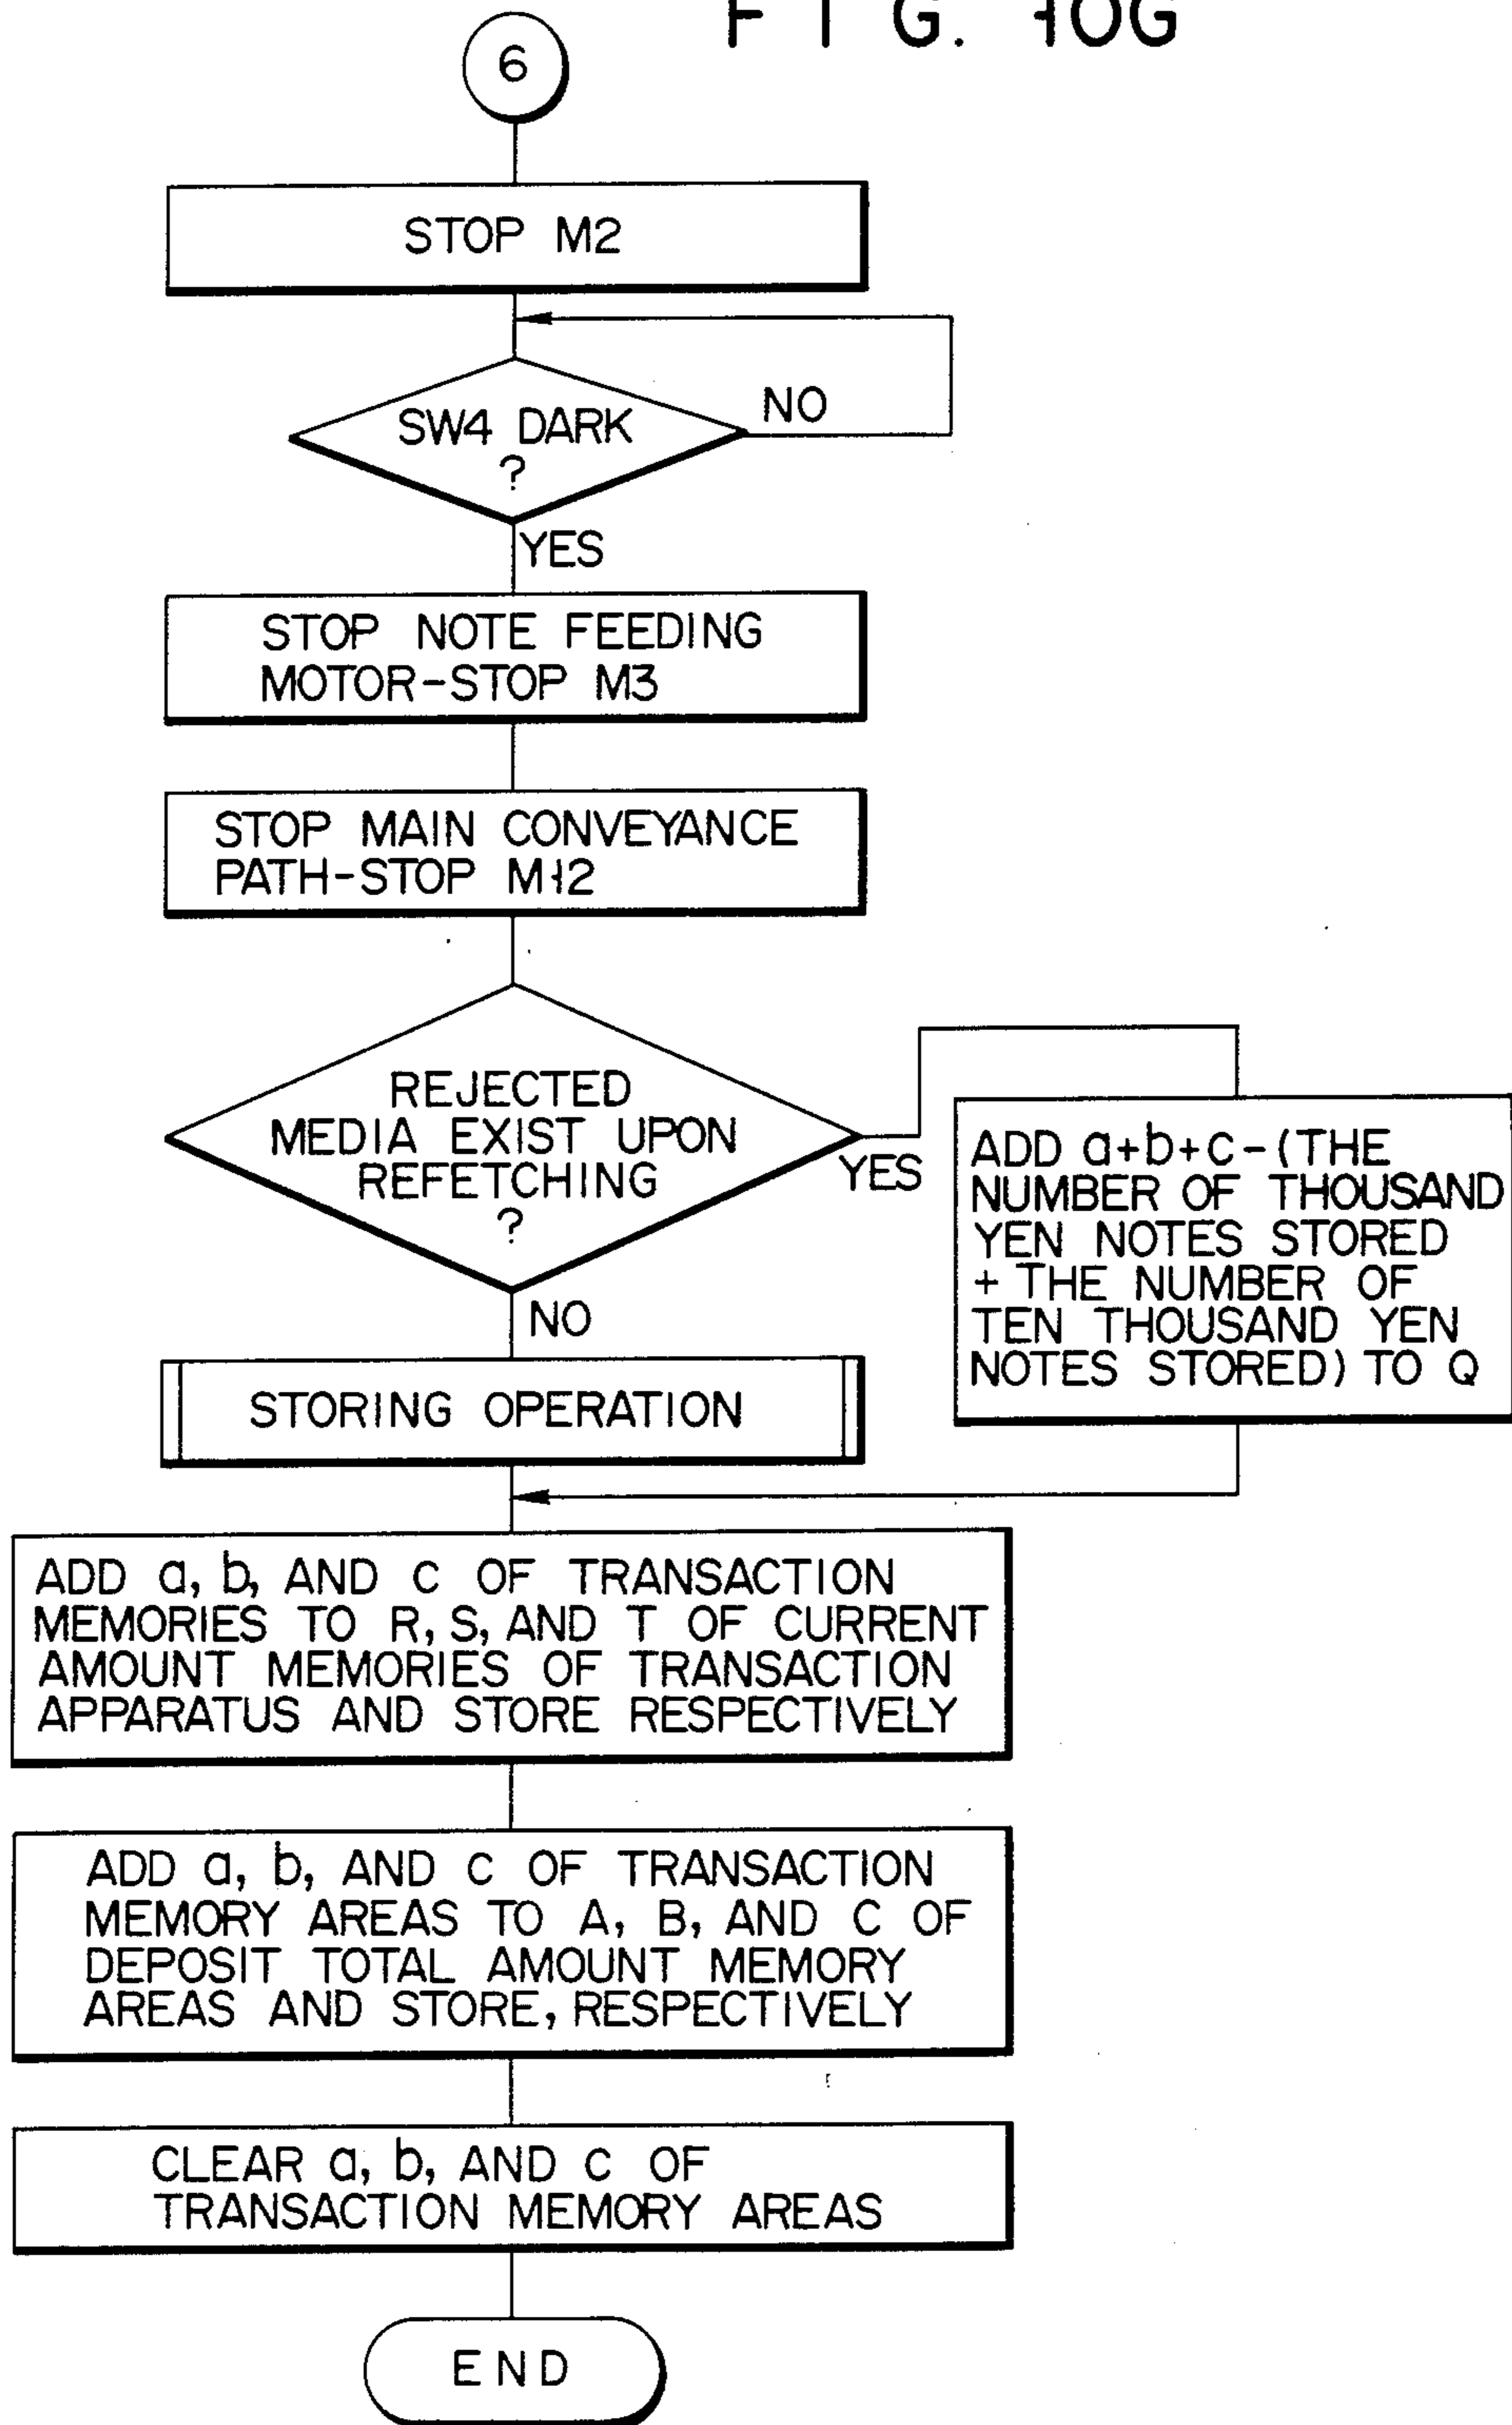 FIG. 10G
6
STOP M2
SW4 DARK
?
NO
YES
STOP NOTE FEEDING
MOTOR-STOP M3
STOP MAIN CONVEYANCE
PATH-STOP M12
REJECTED
MEDIA EXIST UPON
REFETCHING
?
YES
ADD a+b+c-(THE
NUMBER OF THOUSAND
YEN NOTES STORED
+ THE NUMBER OF
TEN THOUSAND YEN
NOTES STORED) TO Q
NO
STORING OPERATION
ADD a, b, AND c OF TRANSACTION
MEMORIES TO R, S, AND T OF CURRENT
AMOUNT MEMORIES OF TRANSACTION
APPARATUS AND STORE RESPECTIVELY
ADD a, b, AND c OF TRANSACTION
MEMORY AREAS TO A, B, AND C OF
DEPOSIT TOTAL AMOUNT MEMORY
AREAS AND STORE, RESPECTIVELY
CLEAR a, b, AND c OF
TRANSACTION MEMORY AREAS
END